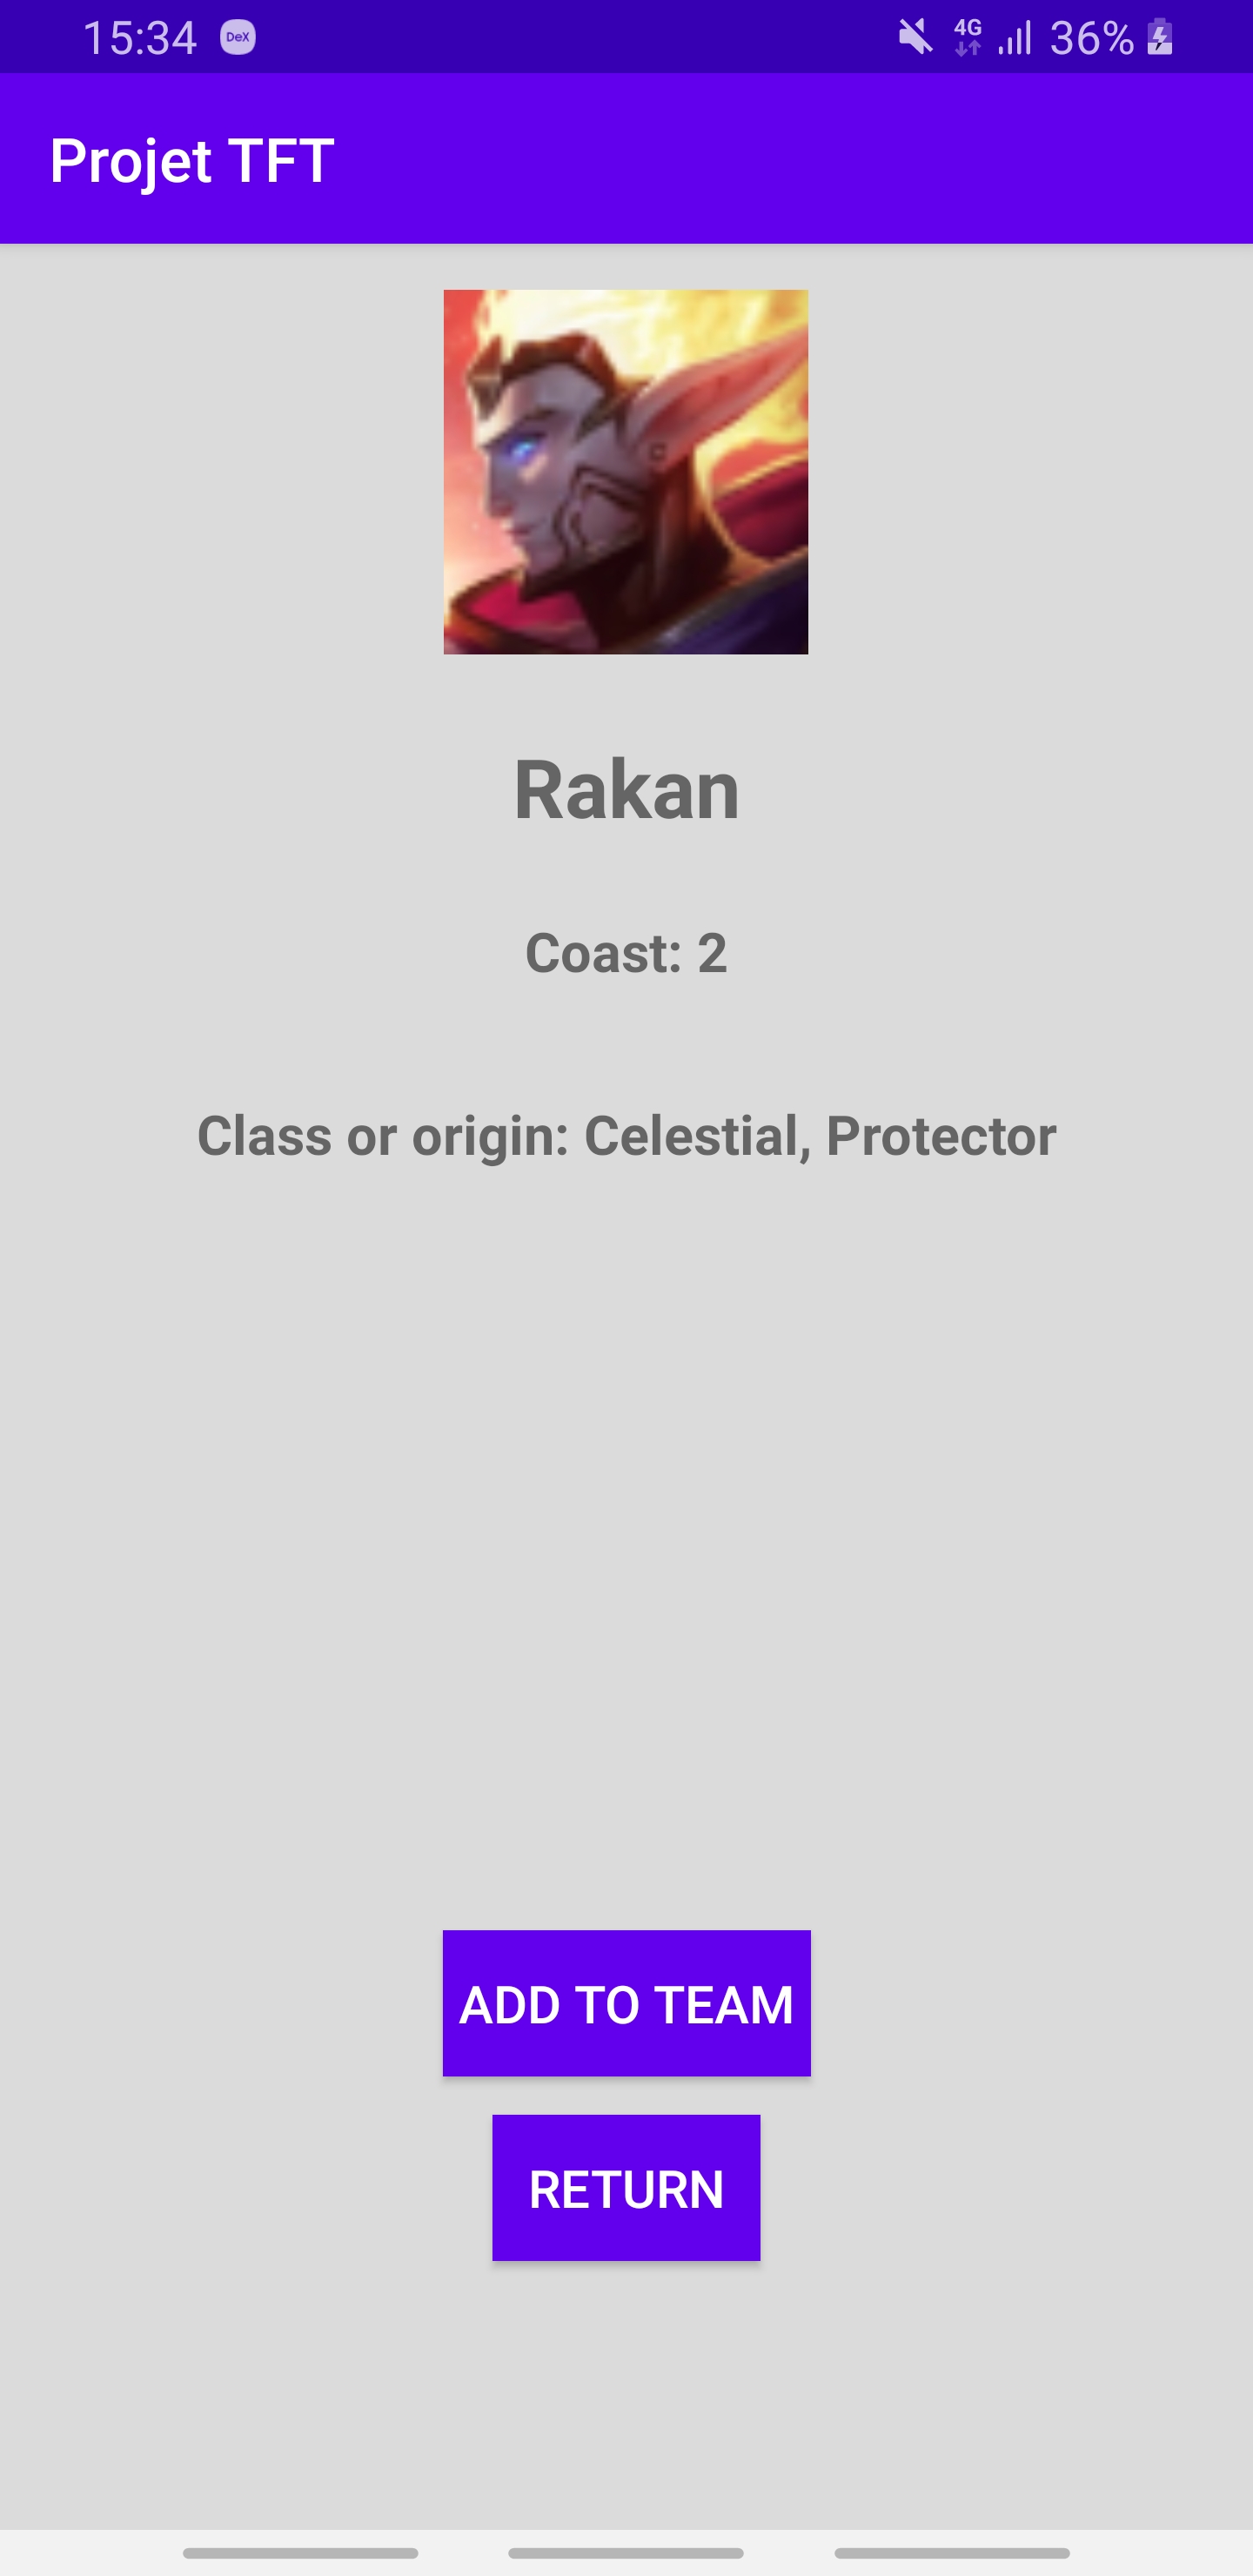 15:34 DeX 4G 36%
Projet TFT
Rakan
Coast: 2
Class or origin: Celestial, Protector
ADD TO TEAM
RETURN